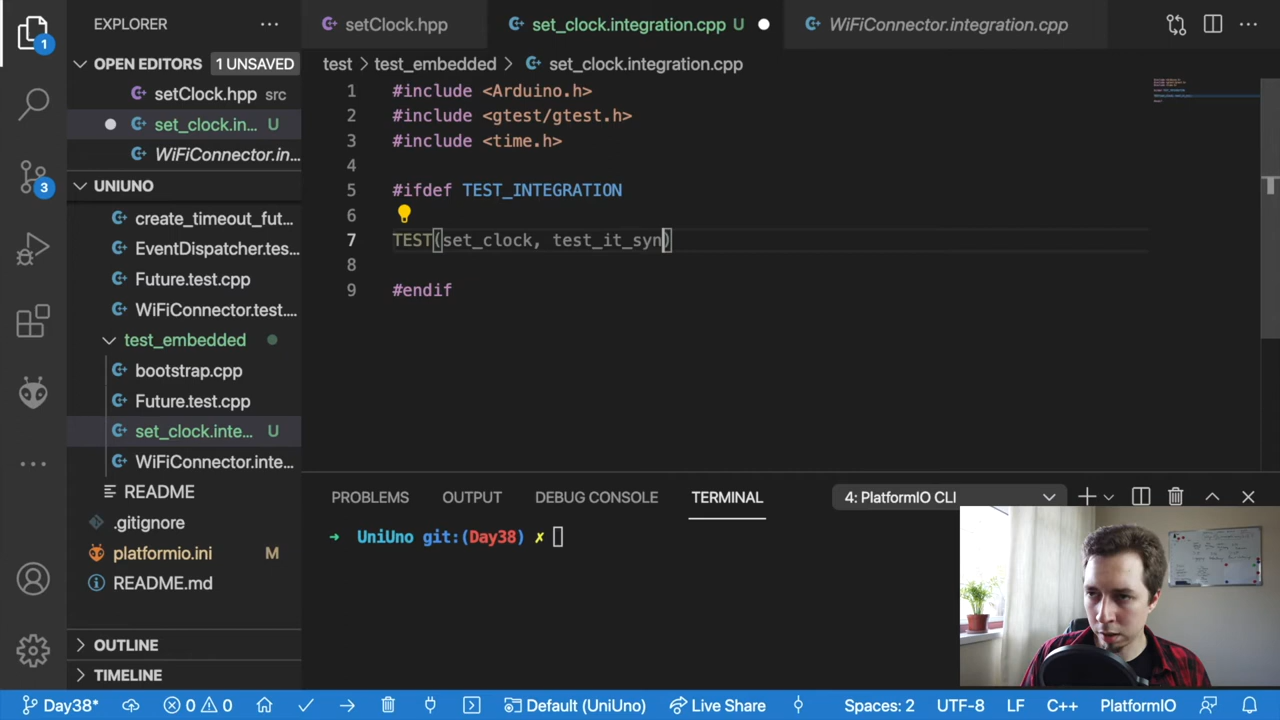 EXPLORER
setClock.hpp
set_clock.integration.cpp U
WiFiConnector.integration.cpp
1
OPEN EDITORS 1 UNSAVED
test > test_embedded > set_clock.integration.cpp
setClock.hpp src
set_clock.in... U
WiFiConnector.in...
3
UNIUNO
create_timeout_fut...
EventDispatcher.tes...
Future.test.cpp
WiFiConnector.test....
test_embedded
bootstrap.cpp
Future.test.cpp
set_clock.inte... U
WiFiConnector.inte...
README
.gitignore
platformio.ini M
README.md
OUTLINE
TIMELINE
1 #include <Arduino.h>
2 #include <gtest/gtest.h>
3 #include <time.h>
4
5 #ifdef TEST_INTEGRATION
6
7 TEST(set_clock, test_it_syn)
8
9 #endif
PROBLEMS OUTPUT DEBUG CONSOLE TERMINAL 4: PlatformIO CLI
→ UniUno git:(Day38) ✗
Day38* 0 0 Default (UniUno) Live Share Spaces: 2 UTF-8 LF C++ PlatformIO